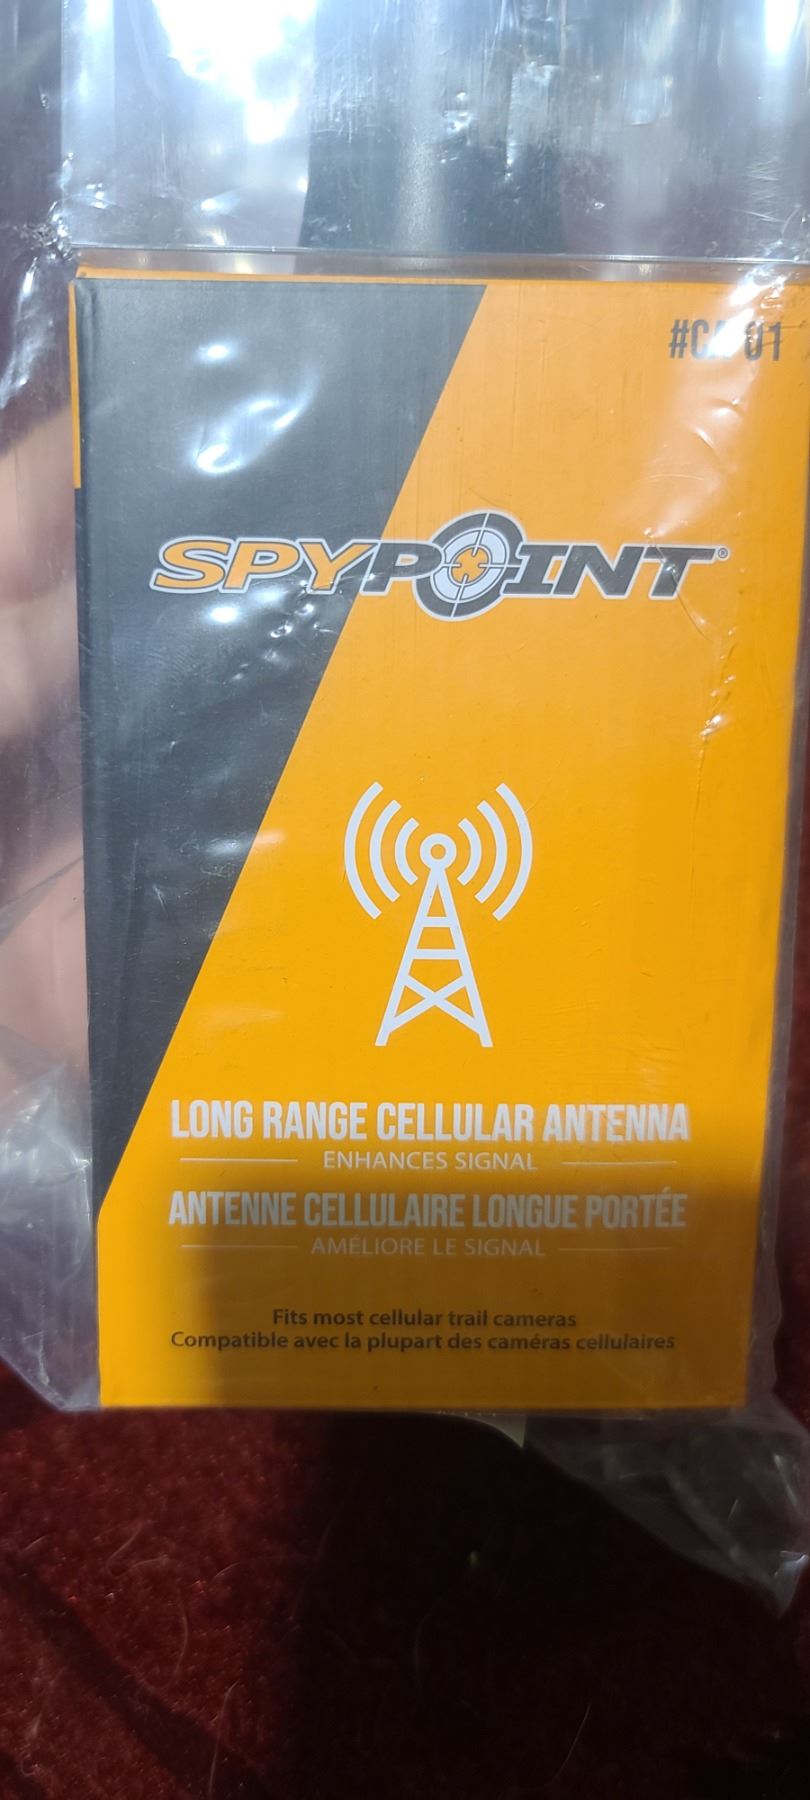 SPYPOINT®
LONG RANGE CELLULAR ANTENNA
ENHANCES SIGNAL
ANTENNE CELLULAIRE LONGUE PORTÉE
AMÉLIORE LE SIGNAL
Fits most cellular trail cameras
Compatible avec la plupart des caméras cellulaires